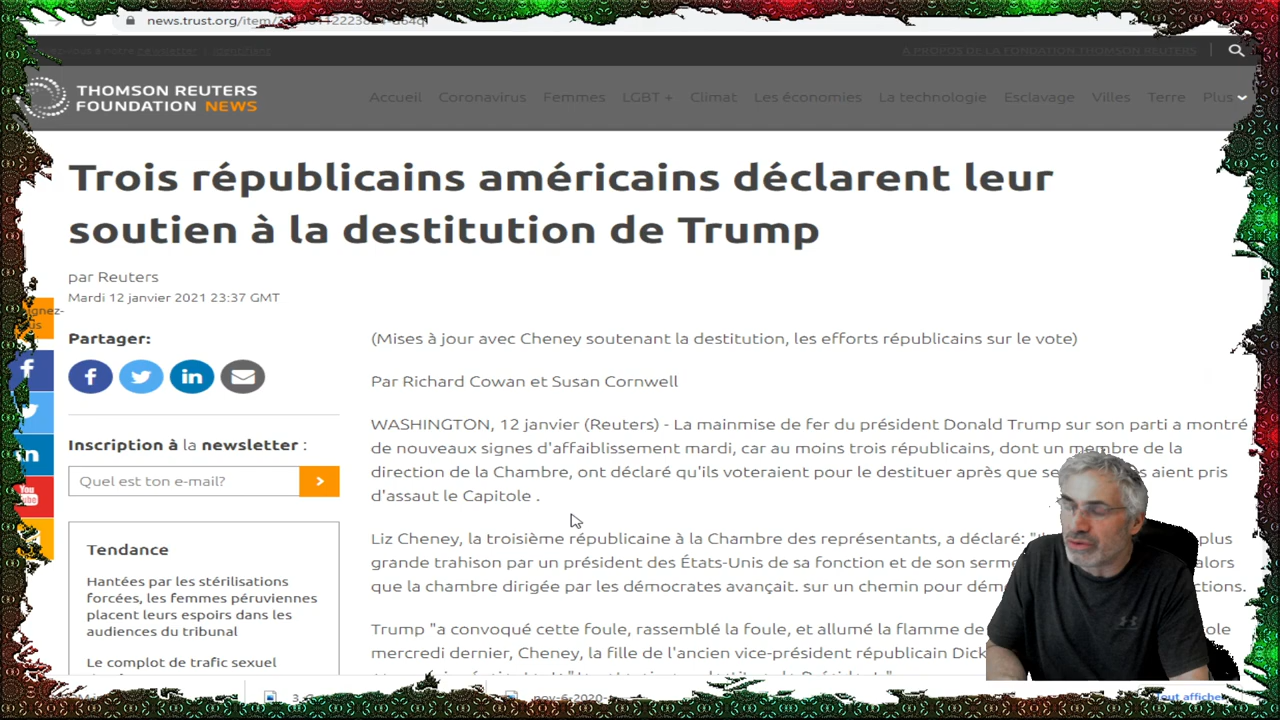 news.trust.org/item/
A PROPOS DE LA FONDATION THOMSON REUTERS
THOMSON REUTERS
FOUNDATION NEWS
Accueil Coronavirus Femmes LGBT + Climat Les économies La technologie Esclavage Villes Terre Plus
Trois républicains américains déclarent leur
soutien à la destitution de Trump
par Reuters
Mardi 12 janvier 2021 23:37 GMT
Partager:
(Mises à jour avec Cheney soutenant la destitution, les efforts républicains sur le vote)
Par Richard Cowan et Susan Cornwell
WASHINGTON, 12 janvier (Reuters) - La mainmise de fer du président Donald Trump sur son parti a montré
de nouveaux signes d'affaiblissement mardi, car au moins trois républicains, dont un membre de la
direction de la Chambre, ont déclaré qu'ils voteraient pour le destituer après que aient pris
d'assaut le Capitole .
Inscription à la newsletter :
Quel est ton e-mail?
Liz Cheney, la troisième républicaine à la Chambre des représentants, a déclaré: plus
grande trahison par un président des États-Unis de sa fonction et de son alors
que la chambre dirigée par les démocrates avançait. sur un chemin pour
Trump "a convoqué cette foule, rassemblé la foule, et allumé la flamme de
mercredi dernier, Cheney, la fille de l'ancien vice-président républicain Dick
Tendance
Hantées par les stérilisations
forcées, les femmes péruviennes
placent leurs espoirs dans les
audiences du tribunal
Le complot de trafic sexuel
Tout affiche